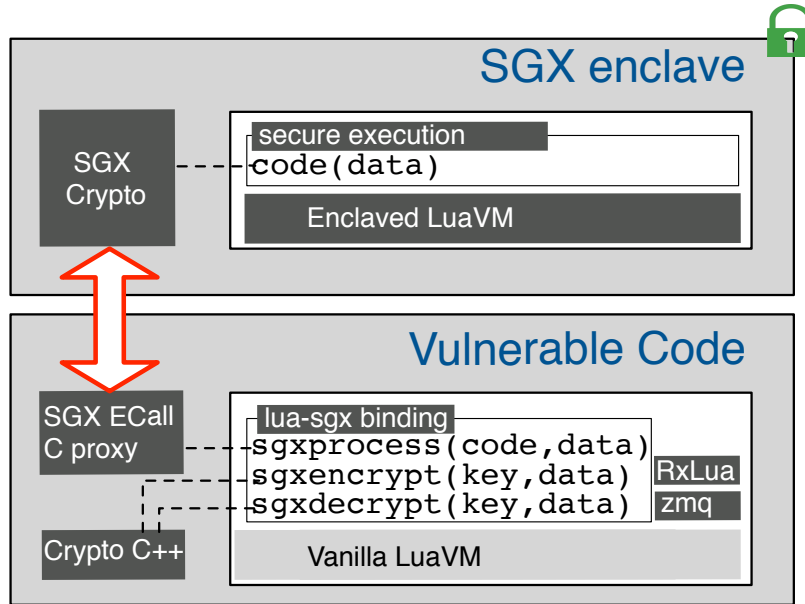 SGX enclave
SGX
Crypto
secure execution
code(data)
Enclaved LuaVM
Vulnerable Code
SGX ECall
C proxy
lua-sgx binding
sgxprocess(code,data)
sgxencrypt(key,data)
RxLua
sgxdecrypt(key,data)
zmq
Crypto C++
Vanilla LuaVM